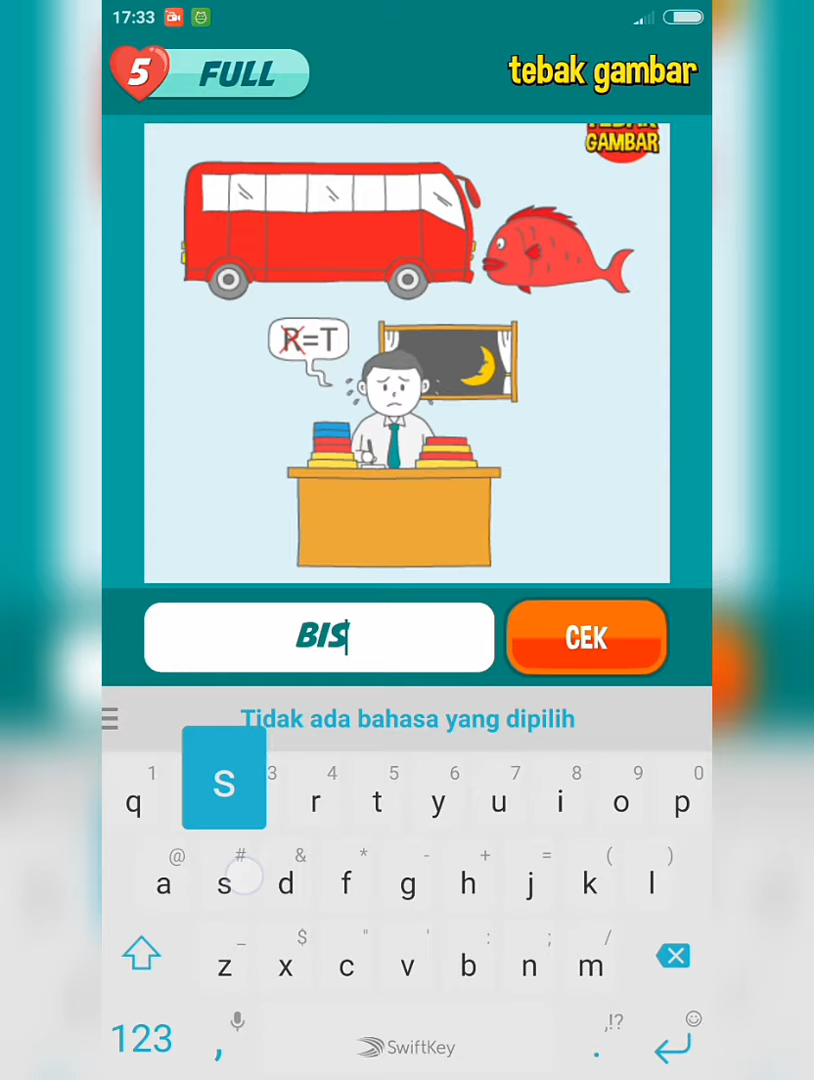 17:33
5 FULL
tebak gambar
GAMBAR
R=T
BIS
CEK
Tidak ada bahasa yang dipilih
1 3 4 5 6 7 8 9 0
q S r t y u i o p
@ # & * - + = ( )
a s d f g h j k l
_ $ " ' : ; /
z x c v b n m
123 , SwiftKey . ,!?